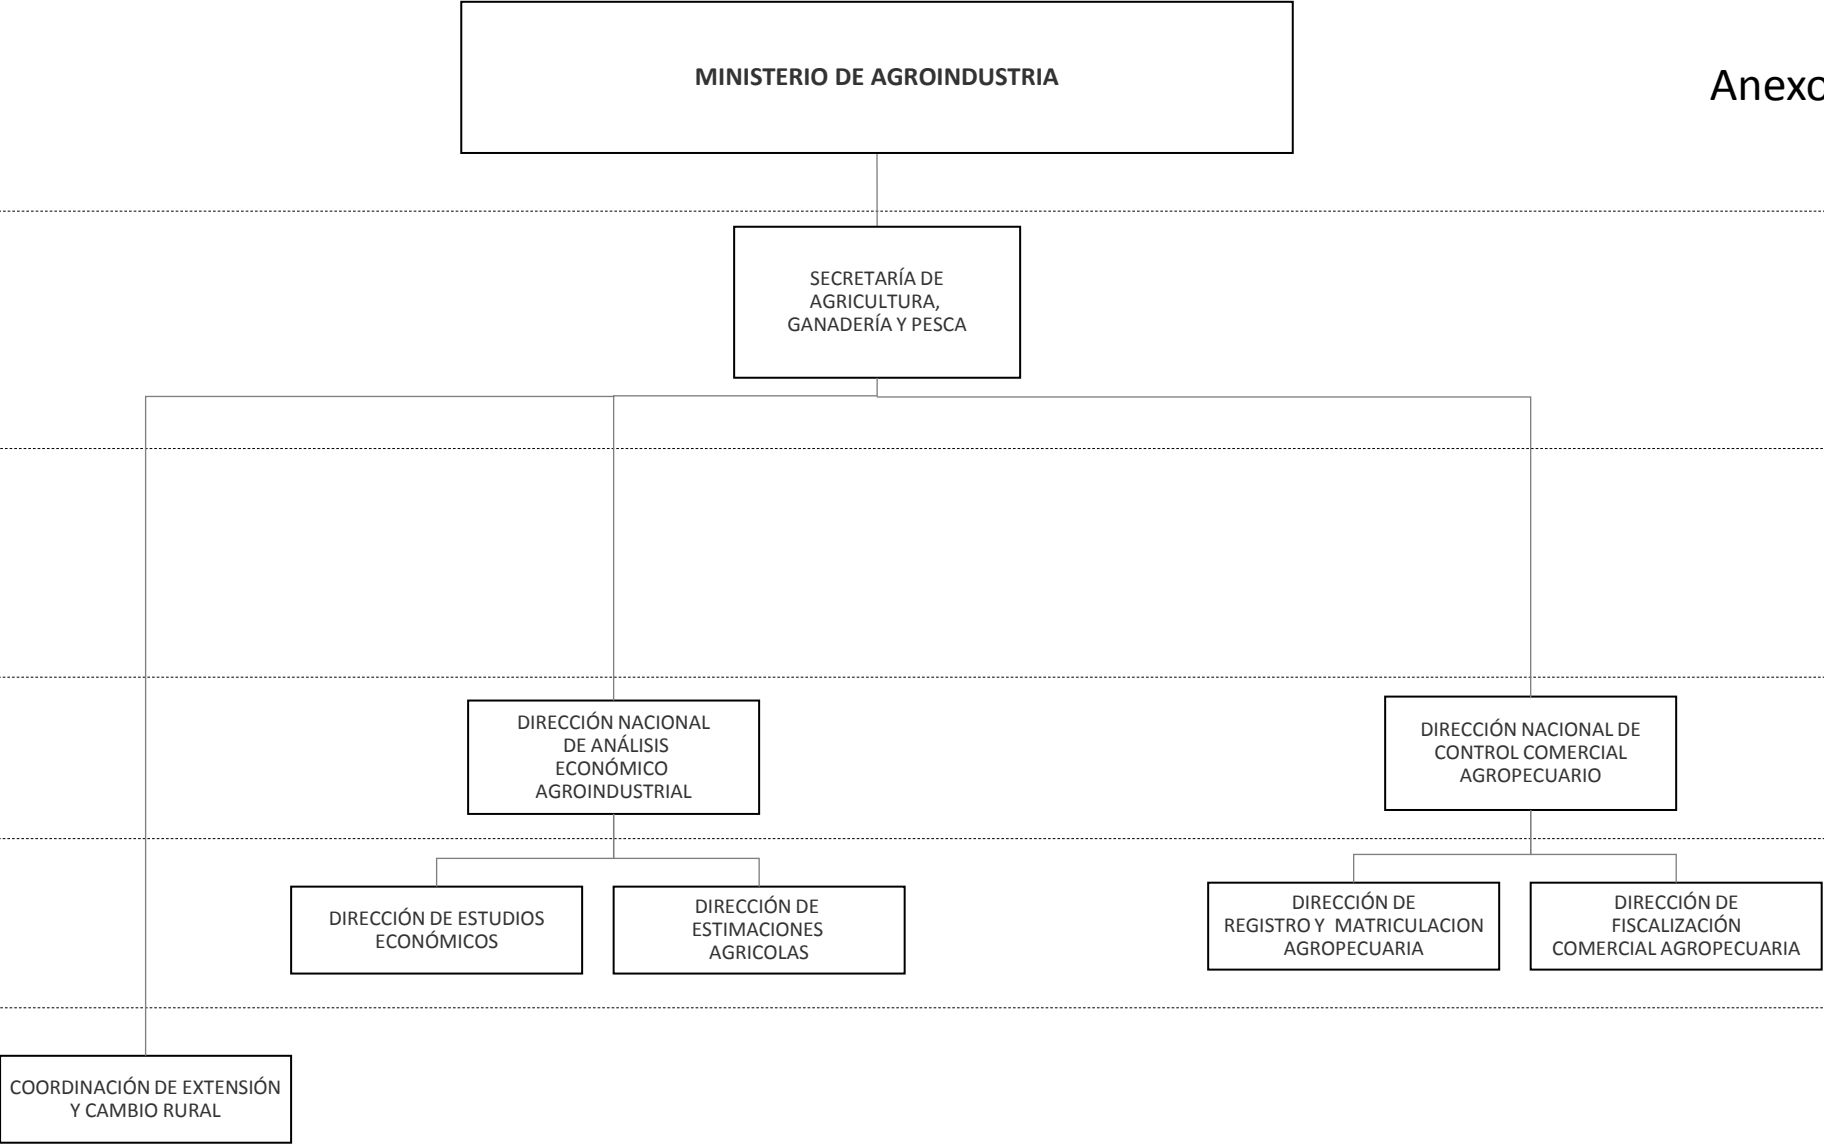 MINISTERIO DE AGROINDUSTRIA
Anexo
SECRETARÍA DE
AGRICULTURA,
GANADERÍA Y PESCA
DIRECCIÓN NACIONAL
DE ANÁLISIS
ECONÓMICO
AGROINDUSTRIAL
DIRECCIÓN NACIONAL DE
CONTROL COMERCIAL
AGROPECUARIO
DIRECCIÓN DE ESTUDIOS
ECONÓMICOS
DIRECCIÓN DE
ESTIMACIONES
AGRICOLAS
DIRECCIÓN DE
REGISTRO Y MATRICULACION
AGROPECUARIA
DIRECCIÓN DE
FISCALIZACIÓN
COMERCIAL AGROPECUARIA
COORDINACIÓN DE EXTENSIÓN
Y CAMBIO RURAL